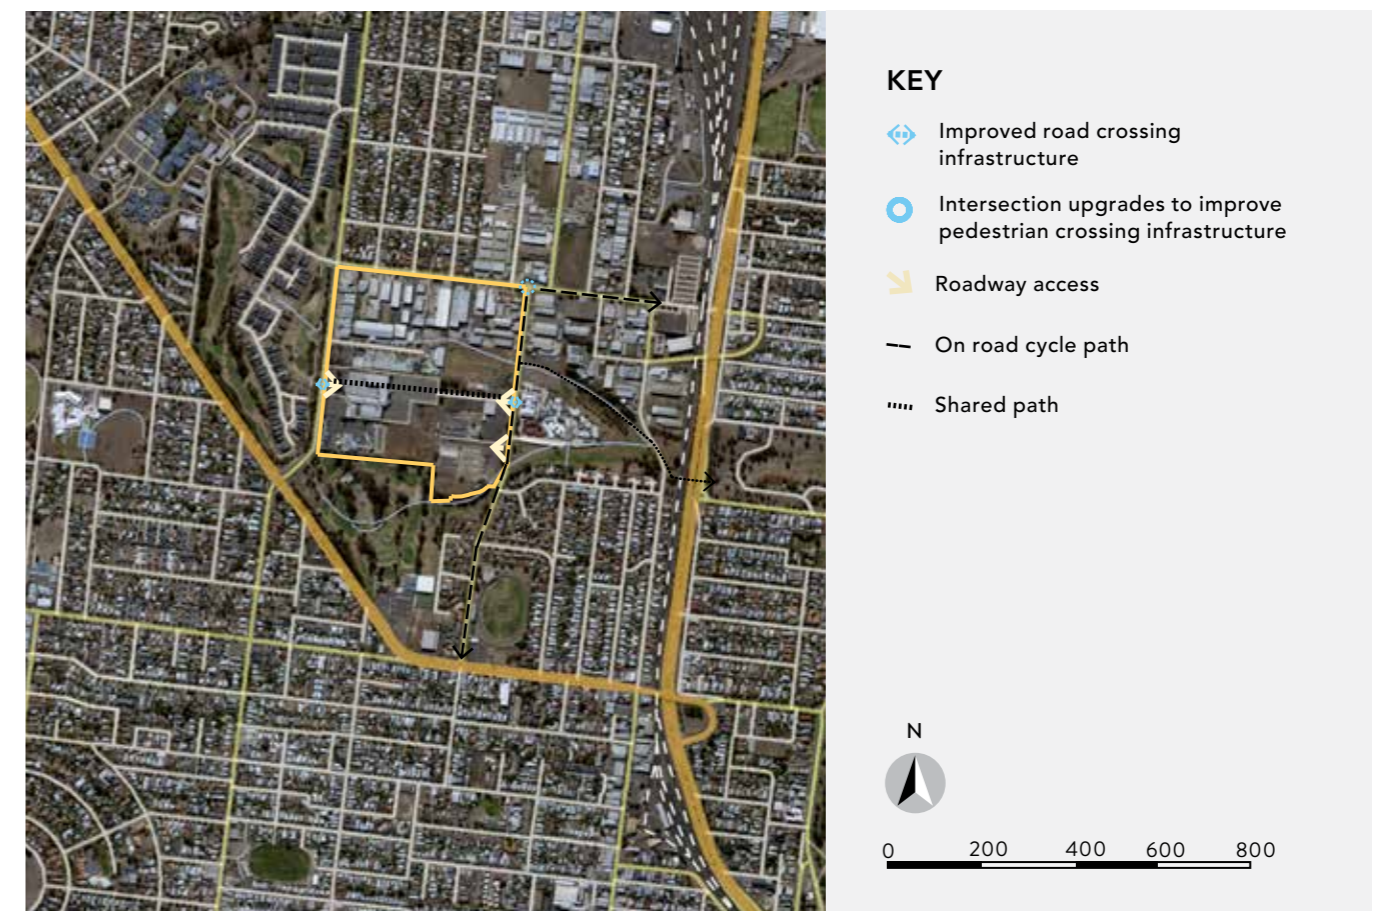 KEY
Improved road crossing
infrastructure
Intersection upgrades to improve
pedestrian crossing infrastructure
Roadway access
On road cycle path
Shared path
N
0 200 400 600 800